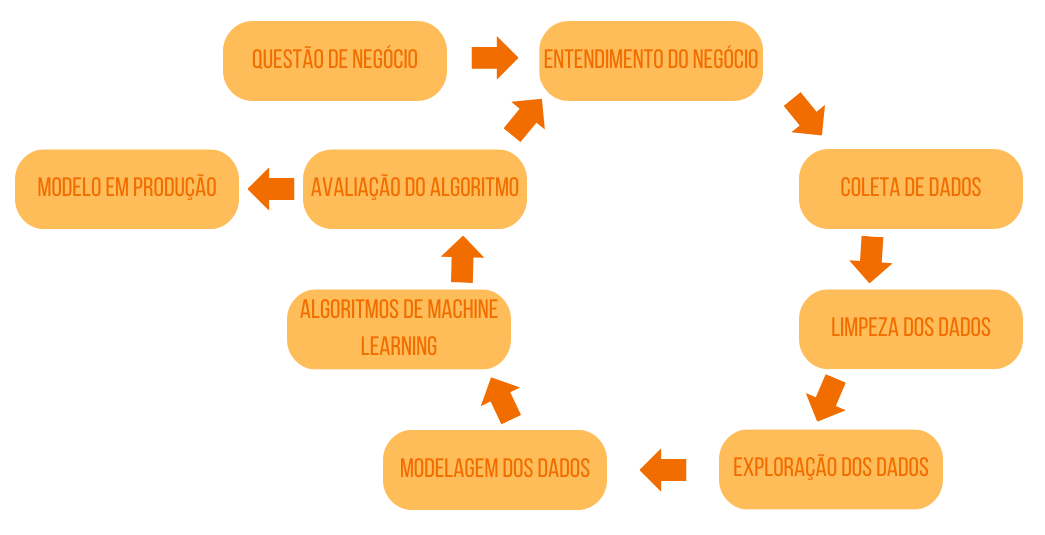 QUESTÃO DE NEGÓCIO
ENTENDIMENTO DO NEGÓCIO
MODELO EM PRODUÇÃO
AVALIAÇÃO DO ALGORITMO
COLETA DE DADOS
ALGORITMOS DE MACHINE
LEARNING
LIMPEZA DOS DADOS
MODELAGEM DOS DADOS
EXPLORAÇÃO DOS DADOS